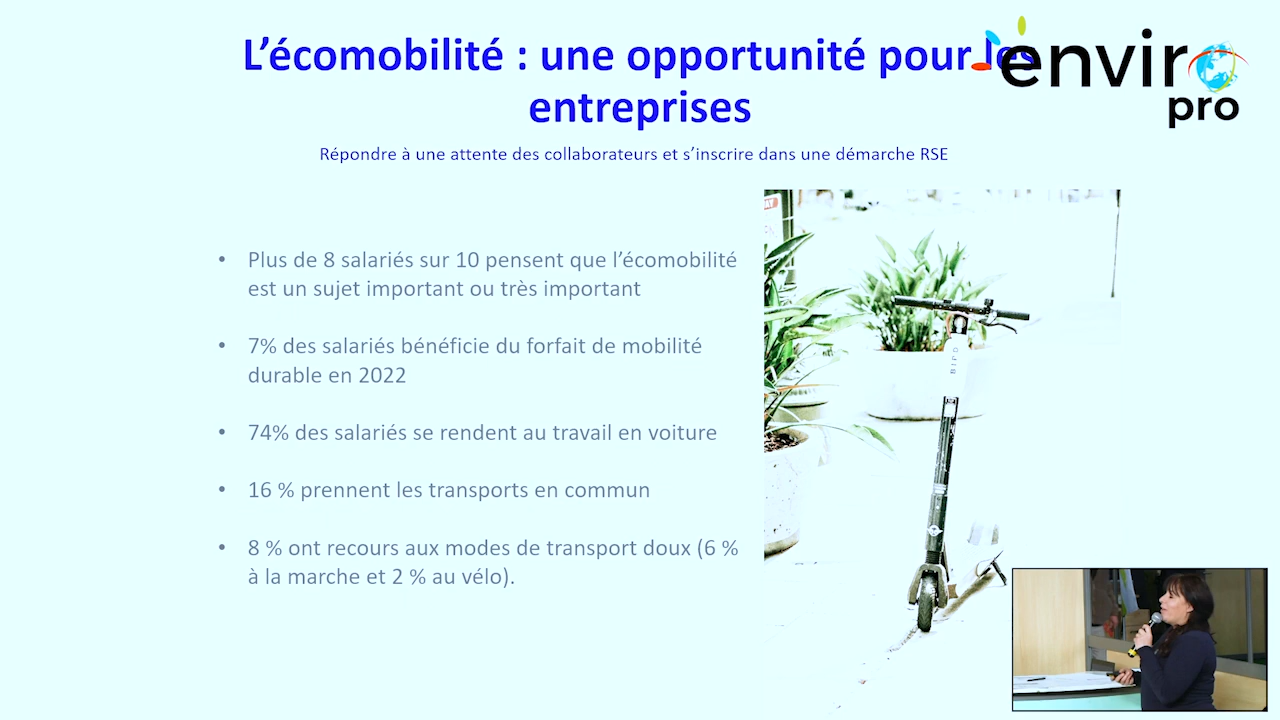 L'écomobilité : une opportunité pour les
entreprises
enviro
pro
Répondre à une attente des collaborateurs et s'inscrire dans une démarche RSE
• Plus de 8 salariés sur 10 pensent que l'écomobilité
est un sujet important ou très important
• 7% des salariés bénéficie du forfait de mobilité
durable en 2022
• 74% des salariés se rendent au travail en voiture
• 16 % prennent les transports en commun
• 8 % ont recours aux modes de transport doux (6 %
à la marche et 2 % au vélo).
BIRD